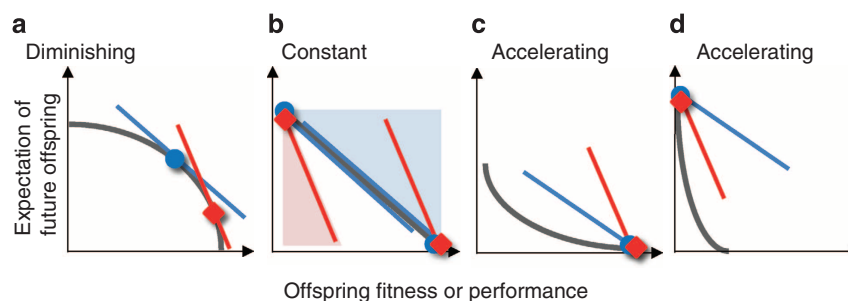 a
Diminishing
b
Constant
c
Accelerating
d
Accelerating
Expectation of
future offspring
Offspring fitness or performance